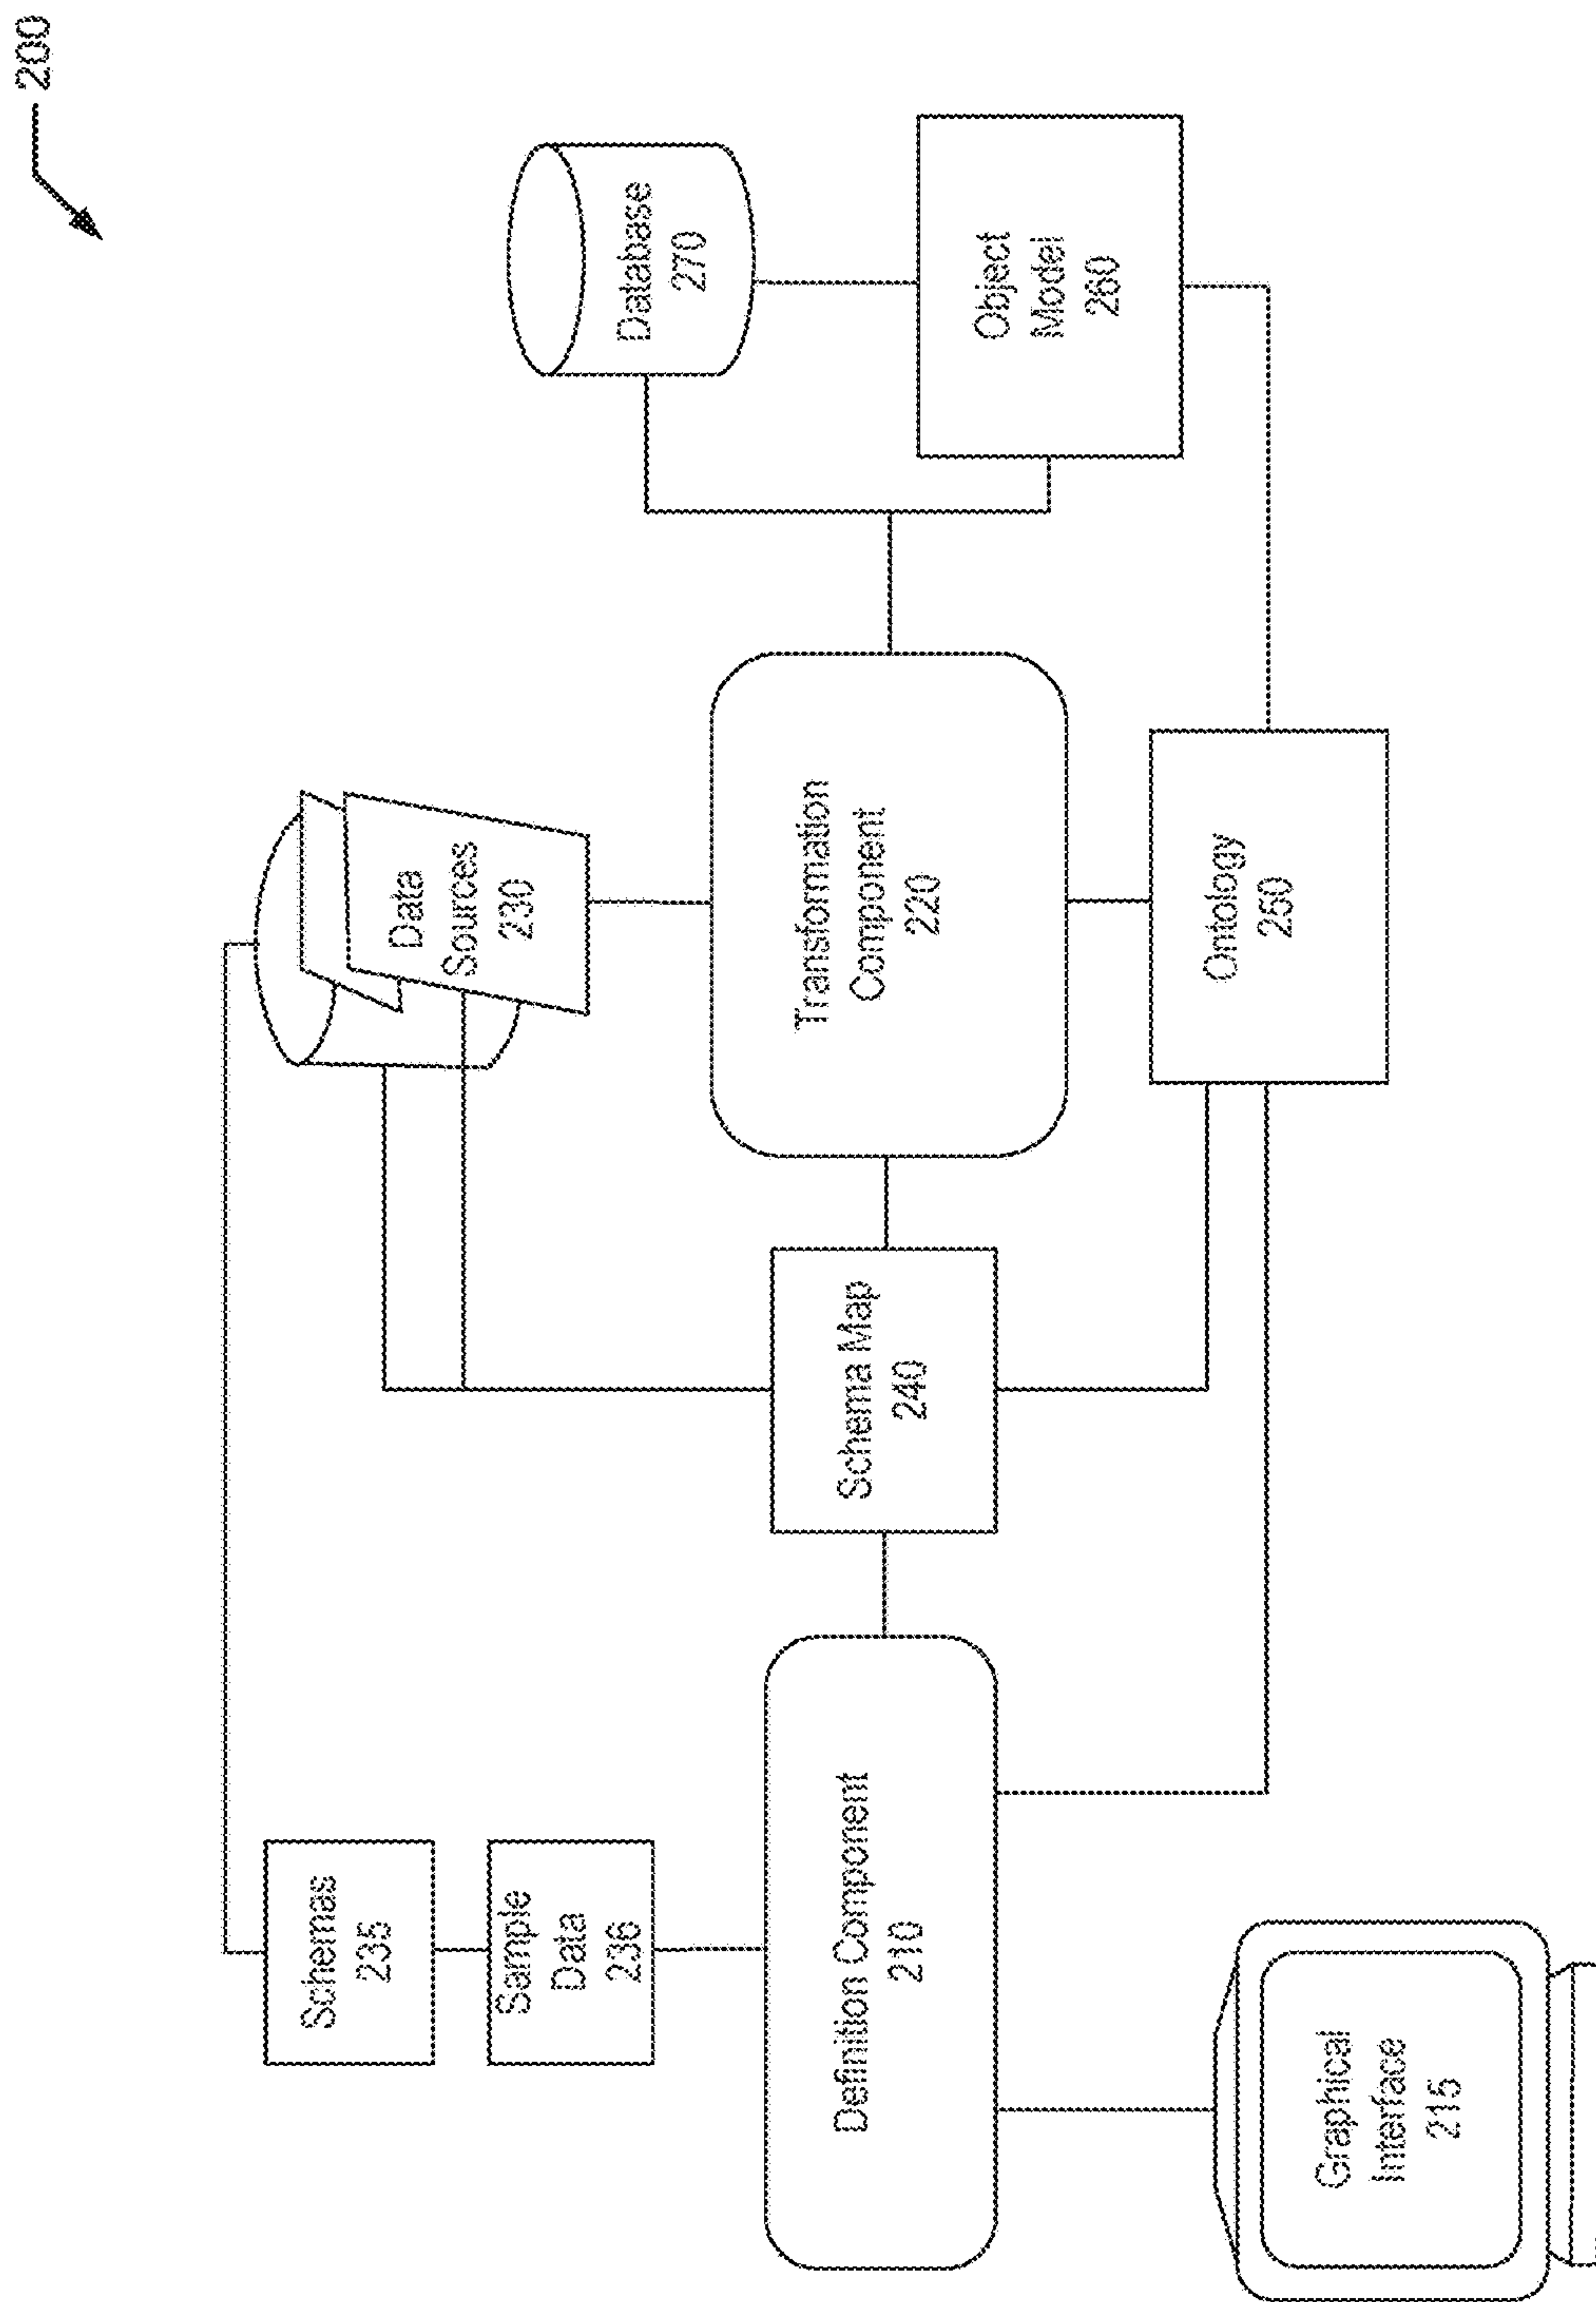 200
Schemas
235
Sample
Data
236
Definition Component
210
Graphical
Interface
215
Schema Map
240
Data
Sources
230
Transformation
Component
220
Ontology
250
Database
270
Object
Model
260